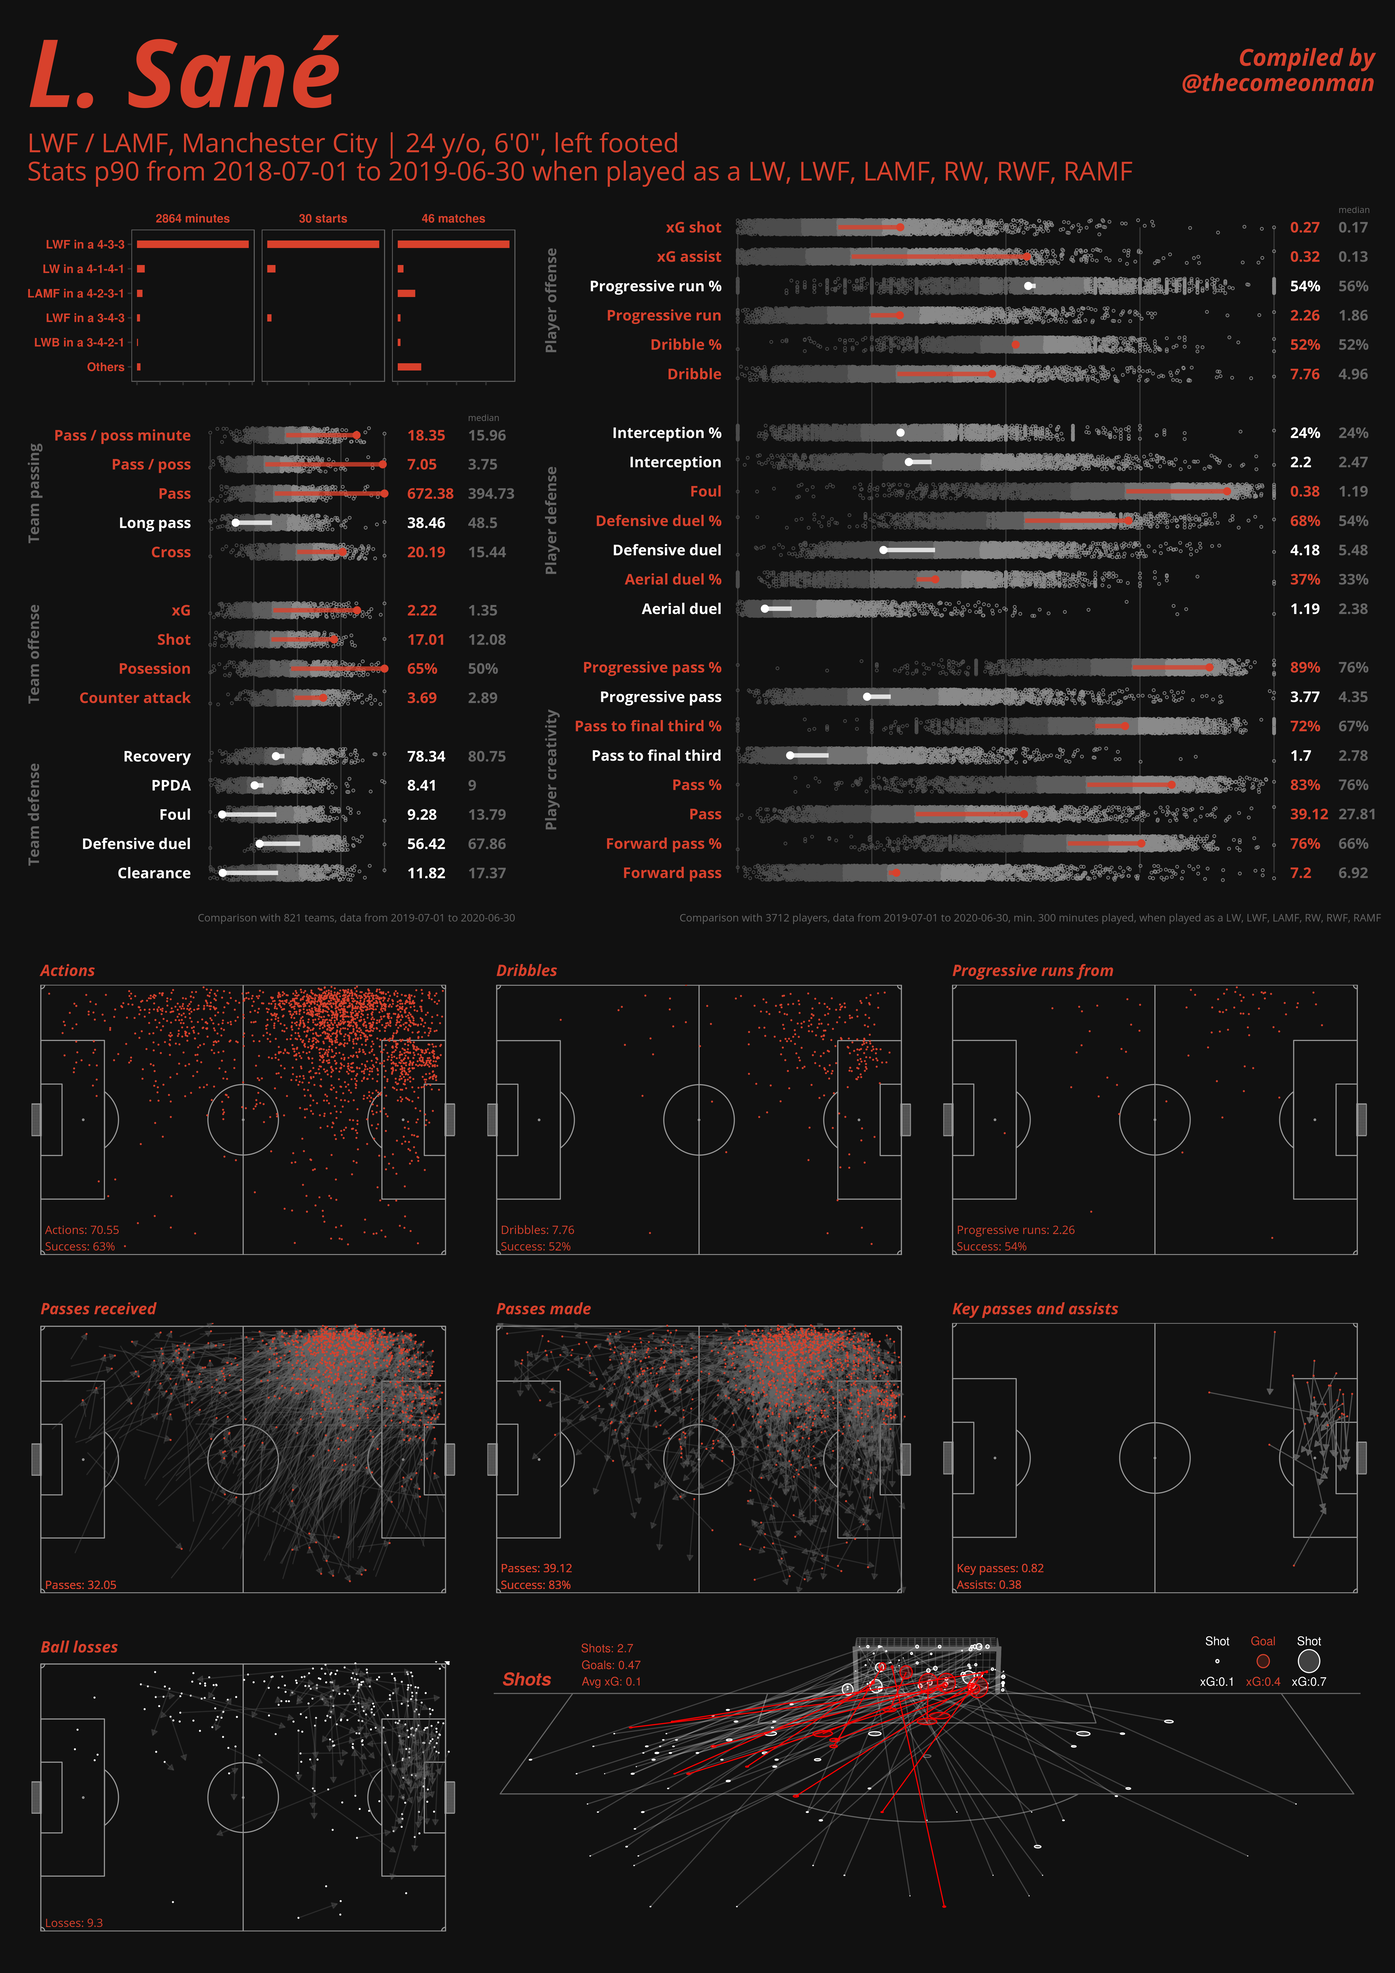 L. Sané
Compiled by
@thecomeonman
LWF / LAMF, Manchester City | 24 y/o, 6'0", left footed
Stats p90 from 2018-07-01 to 2019-06-30 when played as a LW, LWF, LAMF, RW, RWF, RAMF
2864 minutes 30 starts 46 matches
LWF in a 4-3-3
LW in a 4-1-4-1
LAMF in a 4-2-3-1
LWF in a 3-4-3
LWB in a 3-4-2-1
Others
median
Team passing
Pass / poss minute 18.35 15.96
Pass / poss 7.05 3.75
Pass 672.38 394.73
Long pass 38.46 48.5
Cross 20.19 15.44
Team offense
xG 2.22 1.35
Shot 17.01 12.08
Posession 65% 50%
Counter attack 3.69 2.89
Team defense
Recovery 78.34 80.75
PPDA 8.41 9
Foul 9.28 13.79
Defensive duel 56.42 67.86
Clearance 11.82 17.37
Comparison with 821 teams, data from 2019-07-01 to 2020-06-30
median
Player offense
xG shot 0.27 0.17
xG assist 0.32 0.13
Progressive run % 54% 56%
Progressive run 2.26 1.86
Dribble % 52% 52%
Dribble 7.76 4.96
Player defense
Interception % 24% 24%
Interception 2.2 2.47
Foul 0.38 1.19
Defensive duel % 68% 54%
Defensive duel 4.18 5.48
Aerial duel % 37% 33%
Aerial duel 1.19 2.38
Player creativity
Progressive pass % 89% 76%
Progressive pass 3.77 4.35
Pass to final third % 72% 67%
Pass to final third 1.7 2.78
Pass % 83% 76%
Pass 39.12 27.81
Forward pass % 76% 66%
Forward pass 7.2 6.92
Comparison with 3712 players, data from 2019-07-01 to 2020-06-30, min. 300 minutes played, when played as a LW, LWF, LAMF, RW, RWF, RAMF
Actions
Actions: 70.55
Success: 63%
Dribbles
Dribbles: 7.76
Success: 52%
Progressive runs from
Progressive runs: 2.26
Success: 54%
Passes received
Passes: 32.05
Passes made
Passes: 39.12
Success: 83%
Key passes and assists
Key passes: 0.82
Assists: 0.38
Ball losses
Losses: 9.3
Shots
Shots: 2.7
Goals: 0.47
Avg xG: 0.1
Shot Goal Shot
xG:0.1 xG:0.4 xG:0.7